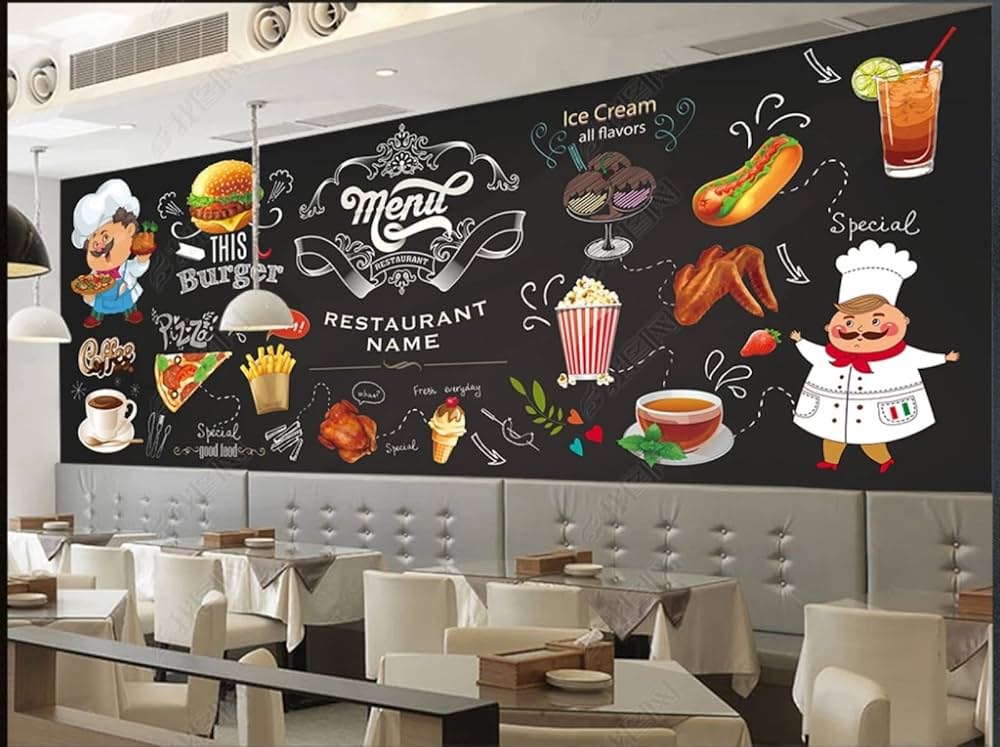 Ice Cream
all flavors
Menu
RESTAURANT
THIS
Burger
Special
RESTAURANT
NAME
Pizza!
Coffee
what?
Fresh everyday
Special
good food
Special